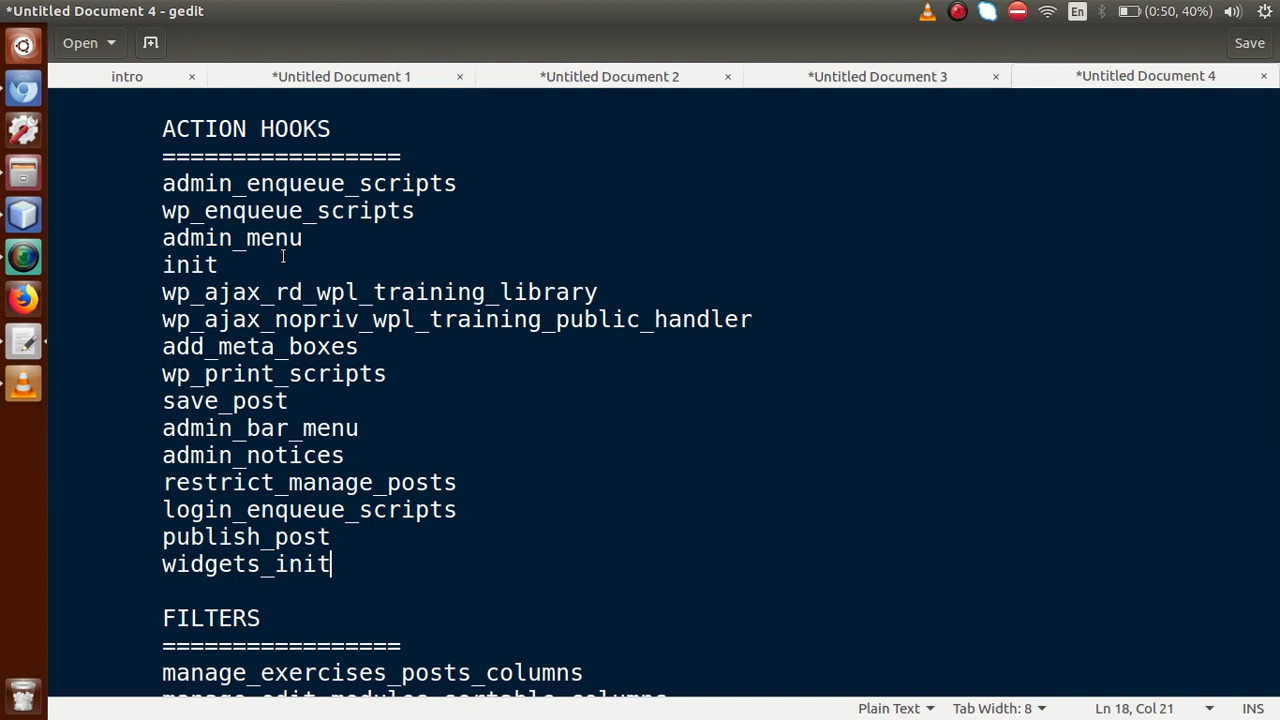 *Untitled Document 4 - gedit
En
(0:50, 40%)
Open
Save
intro
*Untitled Document 1
*Untitled Document 2
*Untitled Document 3
*Untitled Document 4
ACTION HOOKS
=================
admin_enqueue_scripts
wp_enqueue_scripts
admin_menu
init
wp_ajax_rd_wpl_training_library
wp_ajax_nopriv_wpl_training_public_handler
add_meta_boxes
wp_print_scripts
save_post
admin_bar_menu
admin_notices
restrict_manage_posts
login_enqueue_scripts
publish_post
widgets_init
FILTERS
=================
manage_exercises_posts_columns
manage_edit_modules_sortable_columns
Plain Text
Tab Width: 8
Ln 18, Col 21
INS